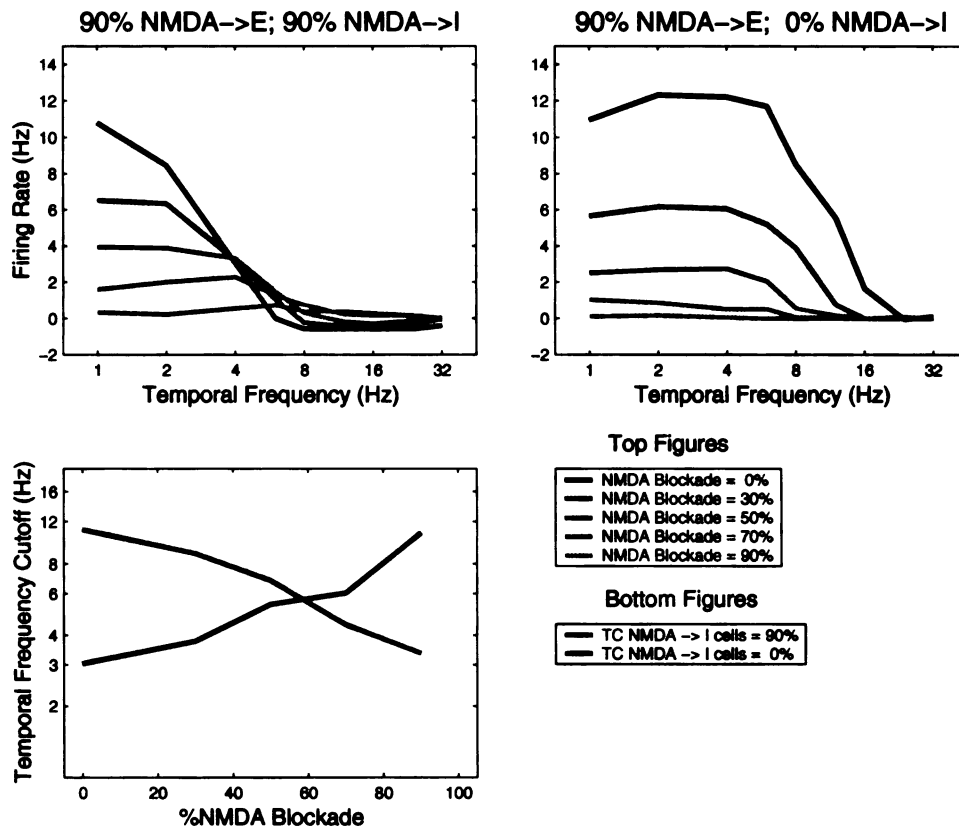 90% NMDA->E; 90% NMDA->I
90% NMDA->E; 0% NMDA->I
Firing Rate (Hz)
14
12
10
8
6
4
2
0
-2
1 2 4 8 16 32
Temporal Frequency (Hz)
14
12
10
8
6
4
2
0
-2
1 2 4 8 16 32
Temporal Frequency (Hz)
Temporal Frequency Cutoff (Hz)
16
12
8
6
4
3
2
0 20 40 60 80 100
%NMDA Blockade
Top Figures
NMDA Blockade = 0%
NMDA Blockade = 30%
NMDA Blockade = 50%
NMDA Blockade = 70%
NMDA Blockade = 90%
Bottom Figures
TC NMDA -> I cells = 90%
TC NMDA -> I cells = 0%